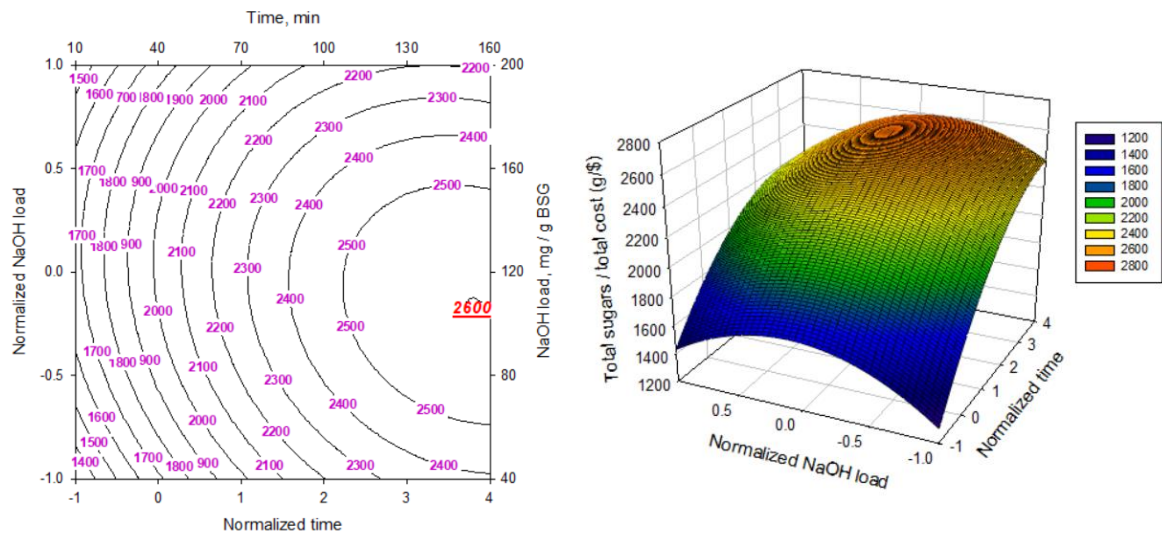 Time, min
10 40 70 100 130 160
1.0 200
1500 2200 2200
1600 700 1800 1900 2000 2100 2300
2200 2300 2400
2400
0.5 160
1700 1800 900 2000 2100 2200 2300 2400 2500
1700 1800 900 2100 2500
2300
0.0 120
2400
2000 2200 2600
2500
1700 1800 900 2100 2300
-0.5 80
2400 2500
1600 2000
1500 2200
1400 1700 1800 900 2100 2300 2400
-1.0 40
-1 0 1 2 3 4
Normalized time
Normalized NaOH load
NaOH load, mg / g BSG
Total sugars / total cost (g/$)
2800
2600
2400
2200
2000
1800
1600
1400
1200
0.5 0.0 -0.5 -1.0
Normalized NaOH load
-1 0 1 2 3 4
Normalized time
1200
1400
1600
1800
2000
2200
2400
2600
2800